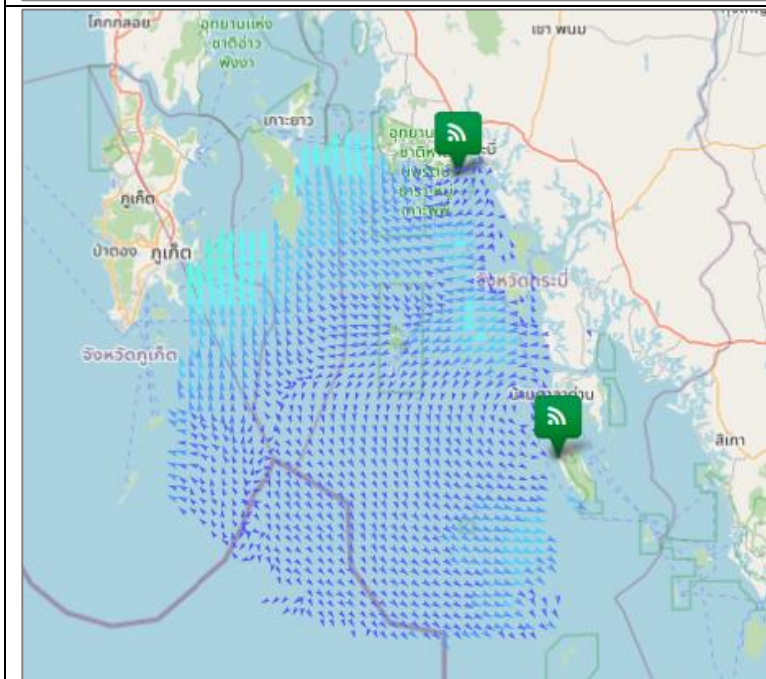 โคกกลอย
อุทยานแห่ง
ชาติอ่าว
พังงา
เขา พนม
เกาะยาว
ภูเก็ต
ป่าตอง
ภูเก็ต
จังหวัดภูเก็ต
จังหวัดกระบี่
สิเกา